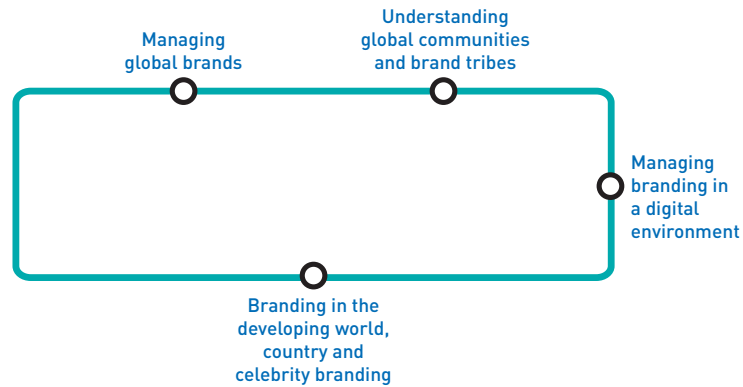 Managing
global brands
Understanding
global communities
and brand tribes
Managing
branding in
a digital
environment
Branding in the
developing world,
country and
celebrity branding